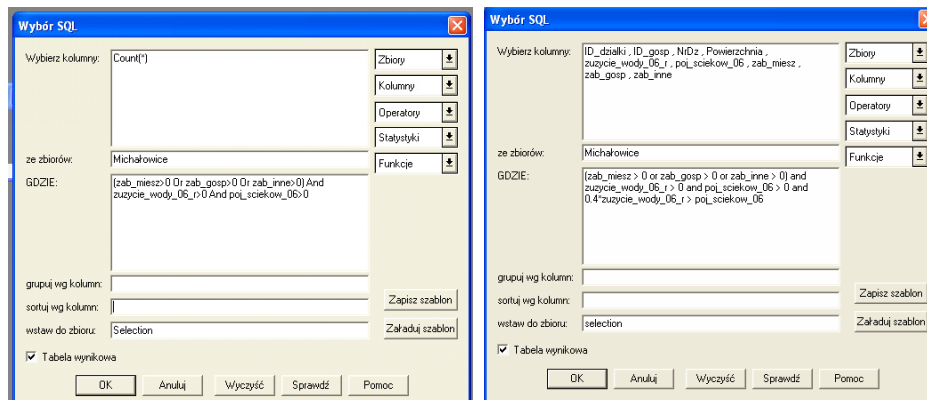 Wybór SQL
Wybierz kolumny:
Count(*)
Zbiory
Kolumny
Operatory
Statystyki
Funkcje
ze zbiorów:
Michałowice
GDZIE:
(zab_miesz>0 Or zab_gosp>0 Or zab_inne>0) And
zuzycie_wody_06_r>0 And poj_sciekow_06>0
grupuj wg kolumn:
sortuj wg kolumn:
wstaw do zbioru:
Selection
Zapisz szablon
Załaduj szablon
Tabela wynikowa
OK
Anuluj
Wyczyść
Sprawdź
Pomoc
Wybór SQL
Wybierz kolumny:
ID_dzialki , ID_gosp , NrDz , Powierzchnia ,
zuzycie_wody_06_r , poj_sciekow_06 , zab_miesz ,
zab_gosp , zab_inne
Zbiory
Kolumny
Operatory
Statystyki
Funkcje
ze zbiorów:
Michałowice
GDZIE:
(zab_miesz > 0 or zab_gosp > 0 or zab_inne > 0) and
zuzycie_wody_06_r > 0 and poj_sciekow_06 > 0 and
0.4*zuzycie_wody_06_r > poj_sciekow_06
grupuj wg kolumn:
sortuj wg kolumn:
wstaw do zbioru:
selection
Zapisz szablon
Załaduj szablon
Tabela wynikowa
OK
Anuluj
Wyczyść
Sprawdź
Pomoc